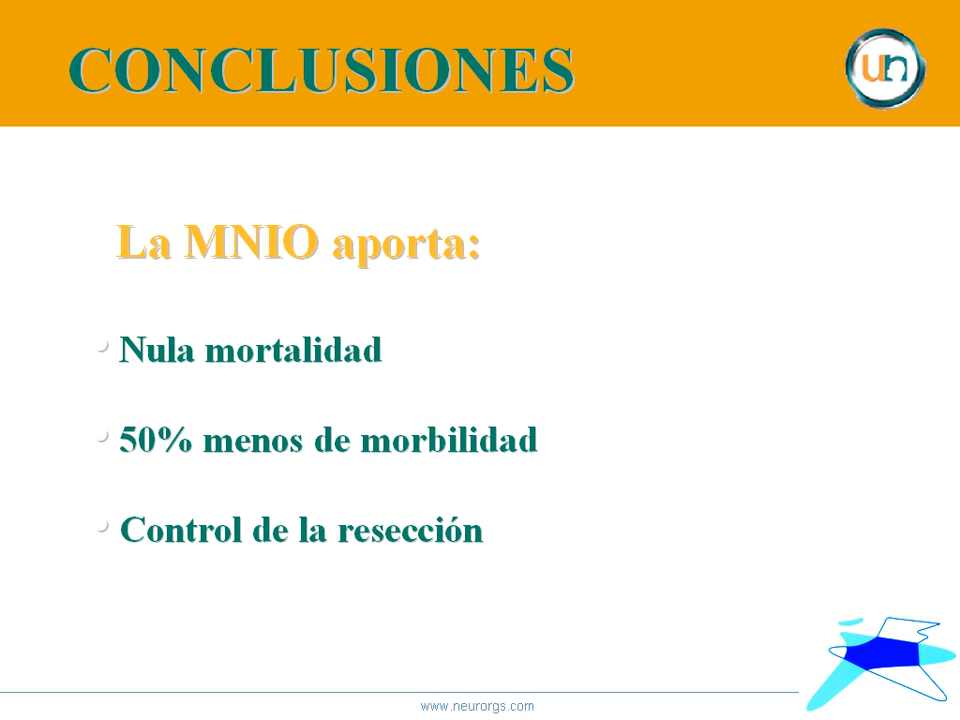 CONCLUSIONES
un
La MNIO aporta:
• Nula mortalidad
• 50% menos de morbilidad
• Control de la resección
www.neurorgs.com